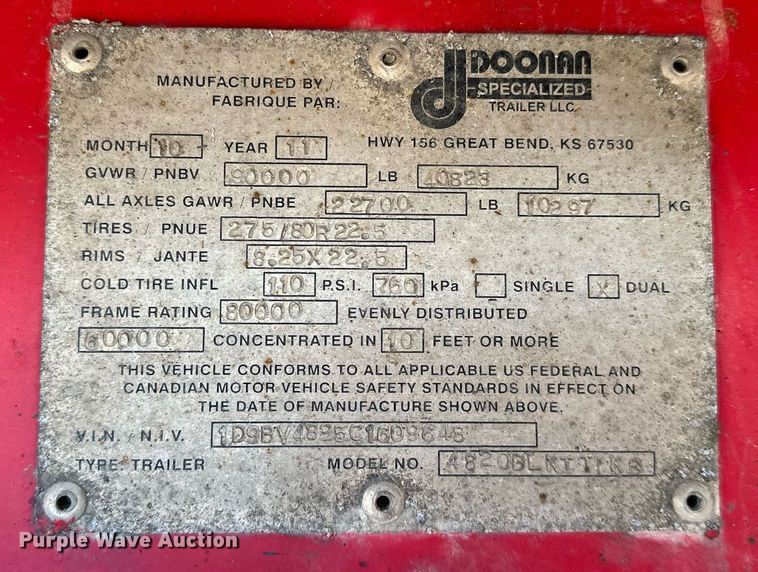 DOONAN
SPECIALIZED
TRAILER LLC.
MANUFACTURED BY /
FABRIQUE PAR:
MONTH 10 YEAR 11 HWY 156 GREAT BEND, KS 67530
GVWR / PNBV 90000 LB 40823 KG
ALL AXLES GAWR / PNBE 22700 LB 10297 KG
TIRES / PNUE 275/80R22.5
RIMS / JANTE 8.25X22.5
COLD TIRE INFL 110 P.S.I. 760 kPa SINGLE X DUAL
FRAME RATING 80000 EVENLY DISTRIBUTED
60000 CONCENTRATED IN 10 FEET OR MORE
THIS VEHICLE CONFORMS TO ALL APPLICABLE US FEDERAL AND
CANADIAN MOTOR VEHICLE SAFETY STANDARDS IN EFFECT ON
THE DATE OF MANUFACTURE SHOWN ABOVE.
V.I.N. / N.I.V.
TYPE: TRAILER MODEL NO.
Purple Wave Auction